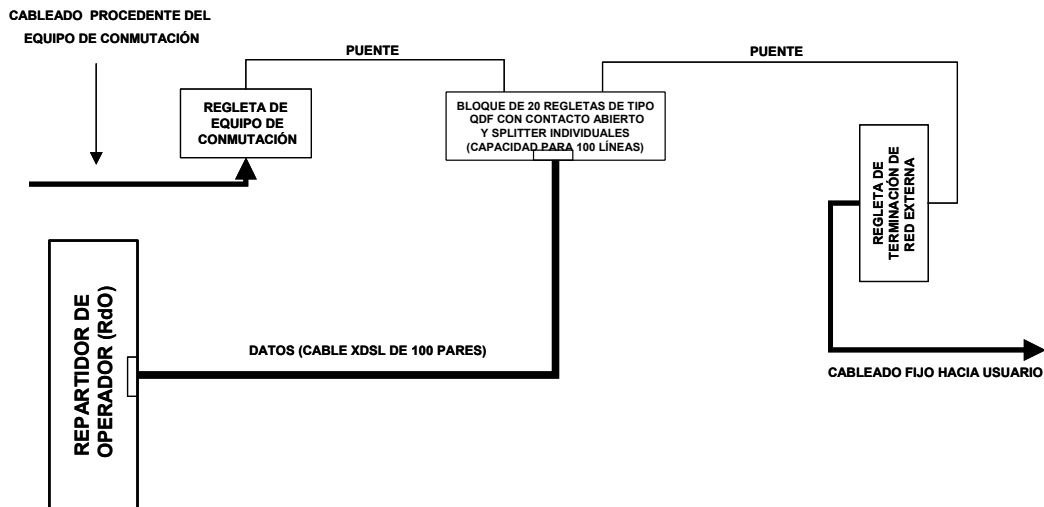 CABLEADO PROCEDENTE DEL
EQUIPO DE CONMUTACIÓN
PUENTE
PUENTE
REGLETA DE
EQUIPO DE
CONMUTACIÓN
BLOQUE DE 20 REGLETAS DE TIPO
QDF CON CONTACTO ABIERTO
Y SPLITTER INDIVIDUALES
(CAPACIDAD PARA 100 LÍNEAS)
REGLETA DE
TERMINACIÓN DE
RED EXTERNA
REPARTIDOR DE
OPERADOR (RdO)
DATOS (CABLE XDSL DE 100 PARES)
CABLEADO FIJO HACIA USUARIO